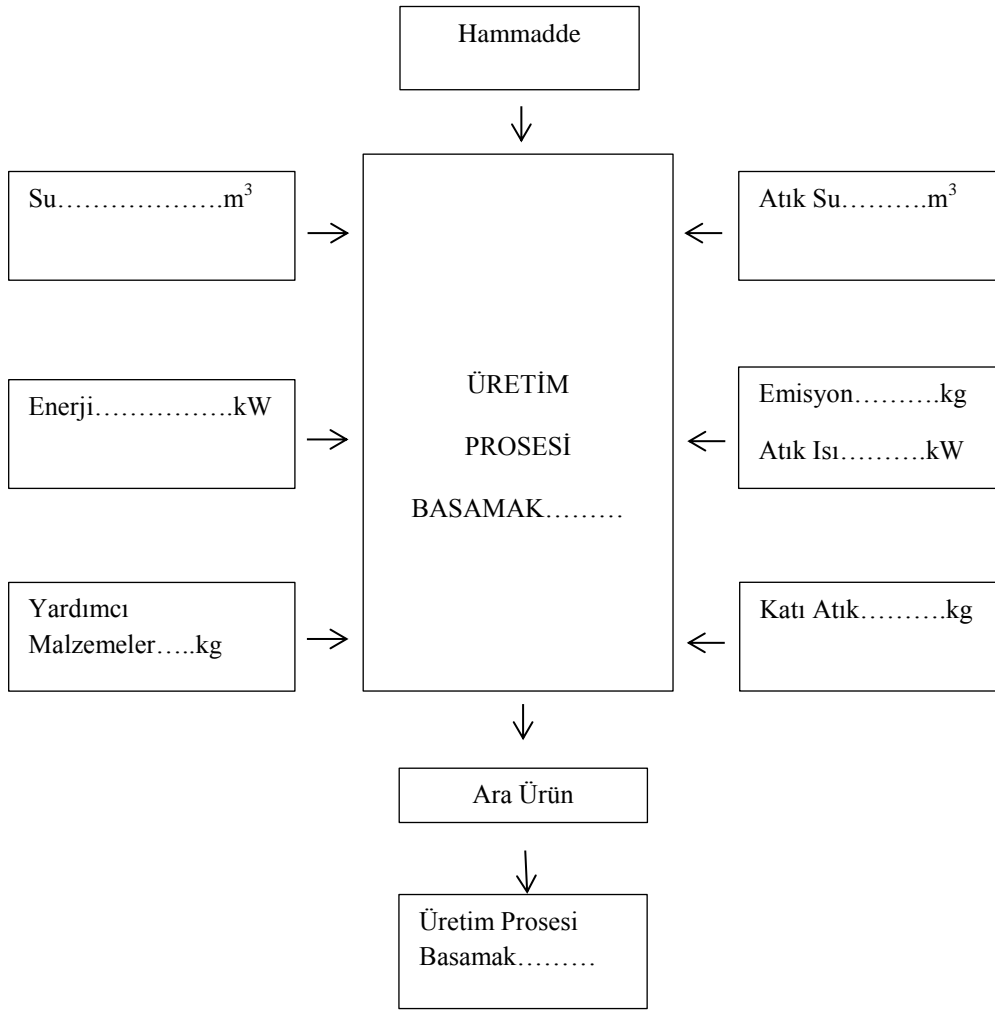 Hammadde
Su……………….m³
Atık Su……….m³
Enerji…………….kW
ÜRETİM
PROSESİ
BASAMAK………
Emisyon……….kg
Atık Isı……….kW
Yardımcı
Malzemeler…..kg
Katı Atık……….kg
Ara Ürün
Üretim Prosesi
Basamak………